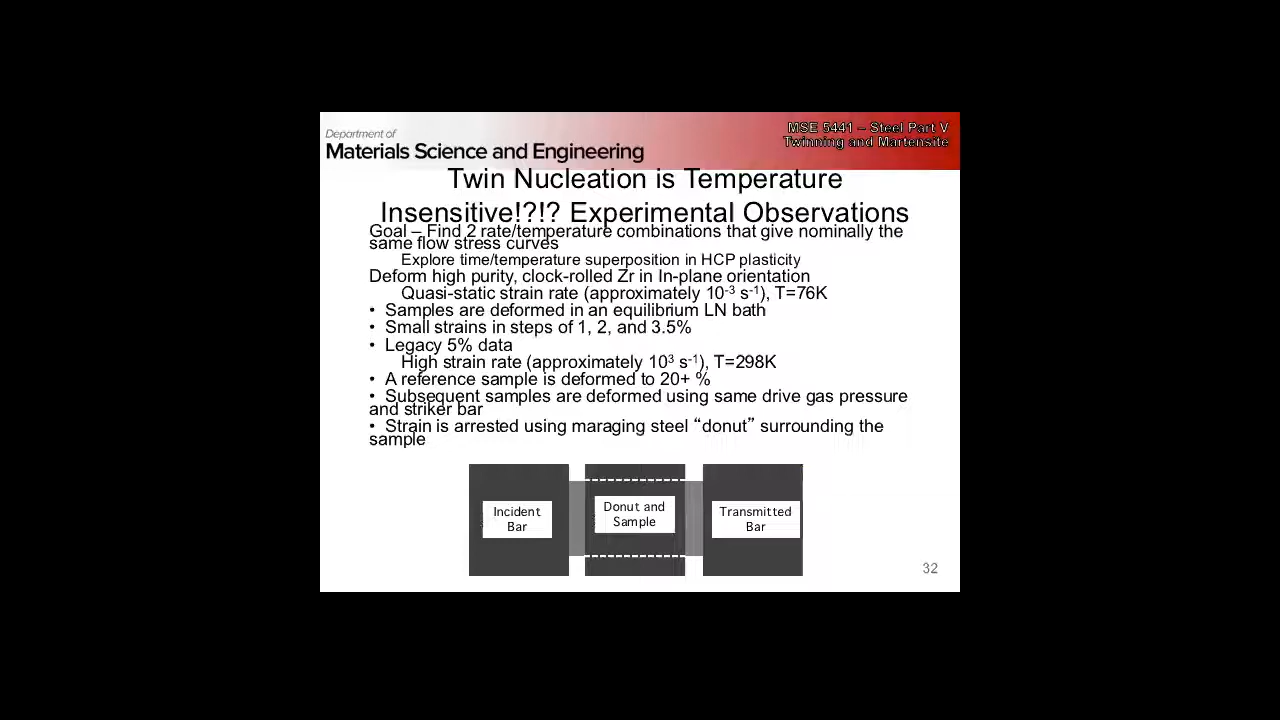 Department of
Materials Science and Engineering
MSE 5441 – Steel Part V
Twinning and Martensite
Twin Nucleation is Temperature
Insensitive!?!? Experimental Observations
Goal – Find 2 rate/temperature combinations that give nominally the
same flow stress curves
Explore time/temperature superposition in HCP plasticity
Deform high purity, clock-rolled Zr in In-plane orientation
Quasi-static strain rate (approximately 10⁻³ s⁻¹), T=76K
• Samples are deformed in an equilibrium LN bath
• Small strains in steps of 1, 2, and 3.5%
• Legacy 5% data
High strain rate (approximately 10³ s⁻¹), T=298K
• A reference sample is deformed to 20+ %
• Subsequent samples are deformed using same drive gas pressure
and striker bar
• Strain is arrested using maraging steel “donut” surrounding the
sample
Incident
Bar
Donut and
Sample
Transmitted
Bar
32